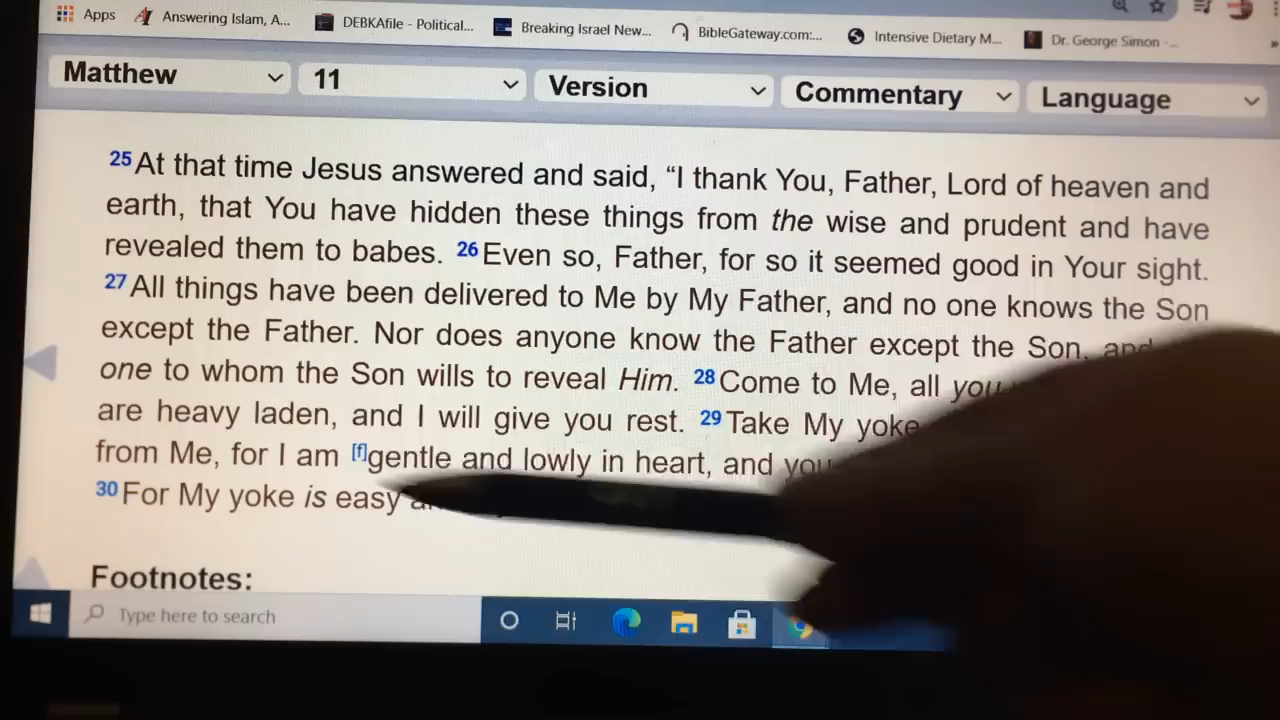 Apps Answering Islam, A... DEBKAfile - Political... Breaking Israel New... BibleGateway.com:... Intensive Dietary M... Dr. George Simon -...
Matthew 11 Version Commentary Language
25 At that time Jesus answered and said, “I thank You, Father, Lord of heaven and
earth, that You have hidden these things from the wise and prudent and have
revealed them to babes. 26 Even so, Father, for so it seemed good in Your sight.
27 All things have been delivered to Me by My Father, and no one knows the Son
except the Father. Nor does anyone know the Father except the Son, and
one to whom the Son wills to reveal Him. 28 Come to Me, all you
are heavy laden, and I will give you rest. 29 Take My yoke
from Me, for I am [f]gentle and lowly in heart, and you
30 For My yoke is easy
Footnotes:
Type here to search